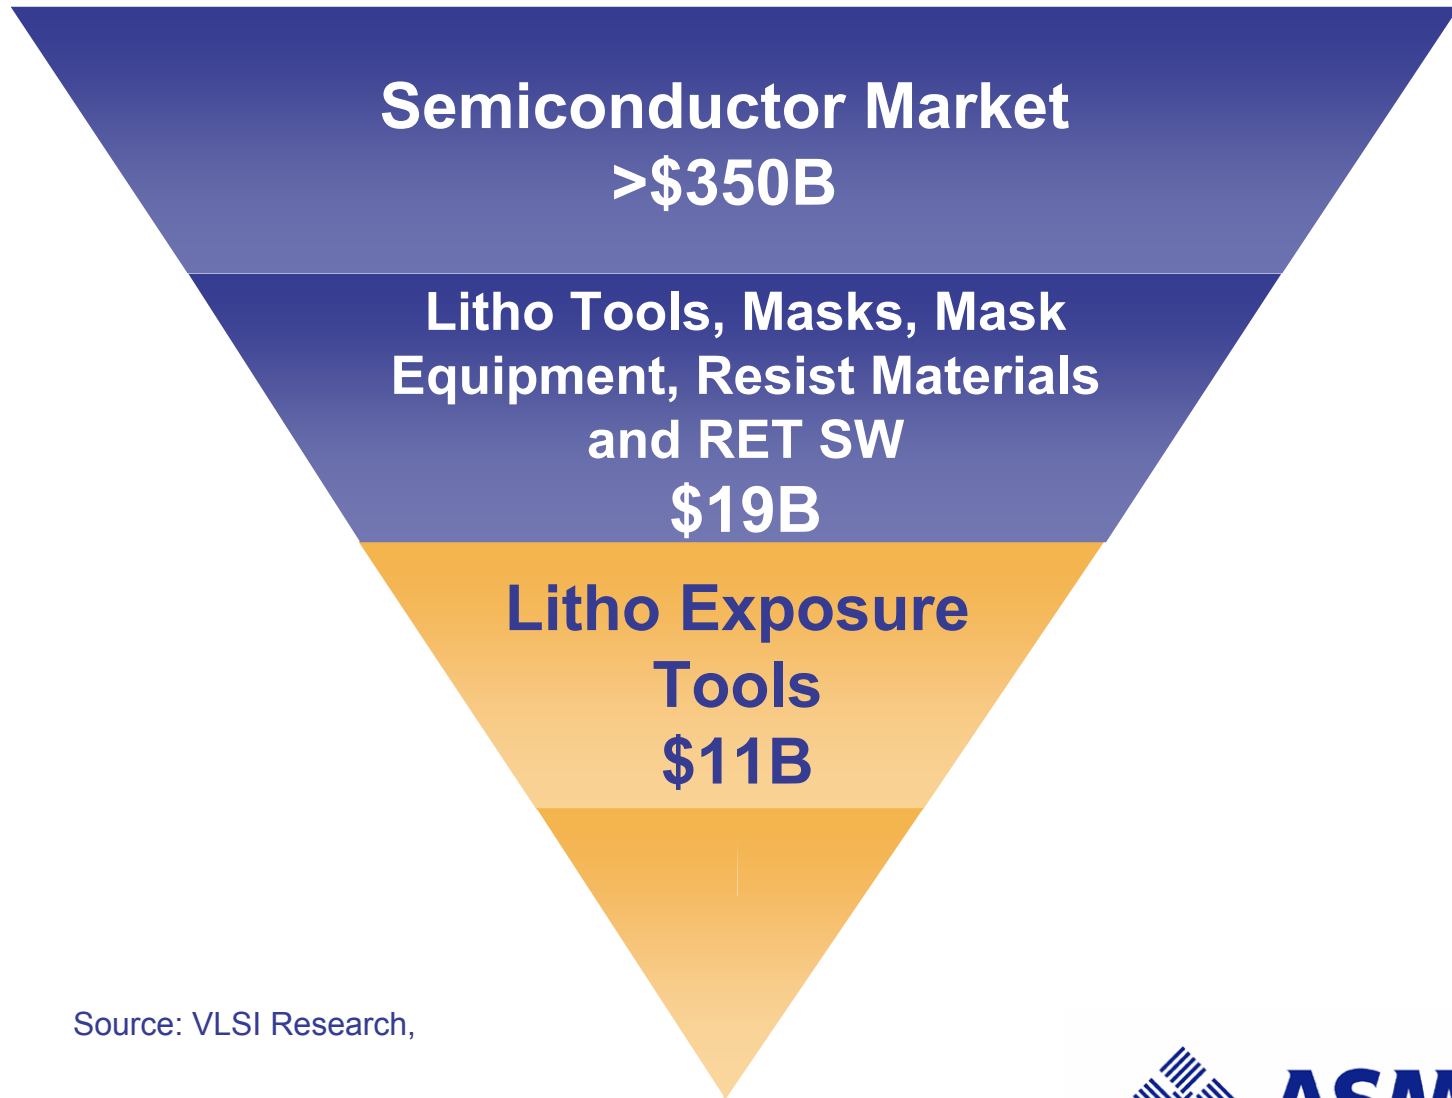 Semiconductor Market
>$350B
Litho Tools, Masks, Mask
Equipment, Resist Materials
and RET SW
$19B
Litho Exposure
Tools
$11B
Source: VLSI Research,